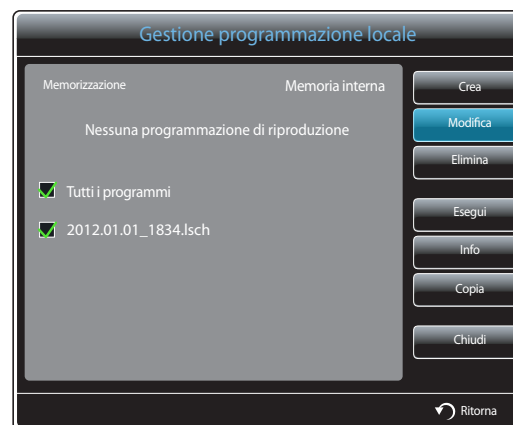 Gestione programmazione locale
Memorizzazione Memoria interna
Nessuna programmazione di riproduzione
Tutti i programmi
2012.01.01_1834.lsch
Crea
Modifica
Elimina
Esegui
Info
Copia
Chiudi
Ritorna